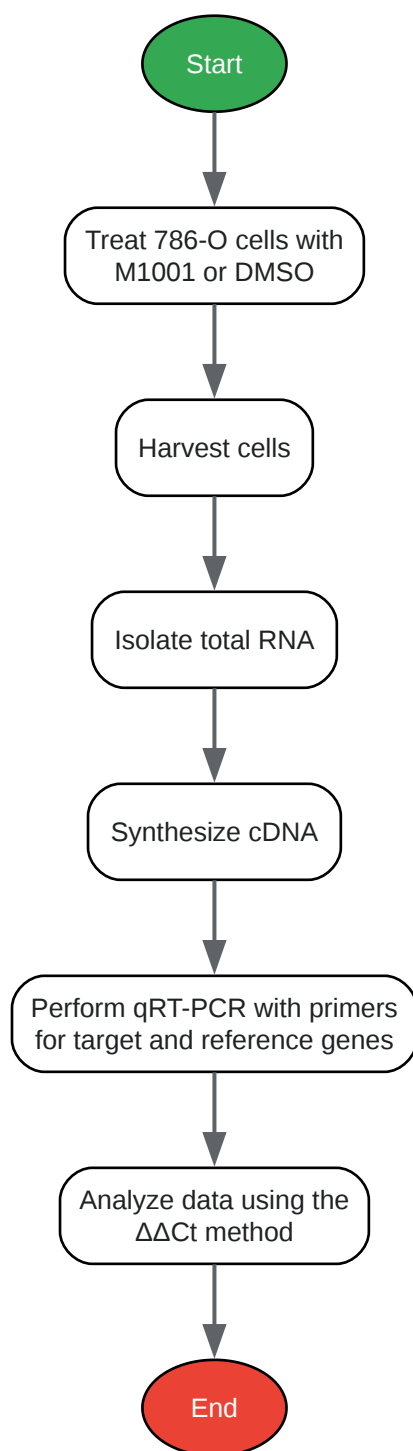 Start
Treat 786-O cells with
M1001 or DMSO
Harvest cells
Isolate total RNA
Synthesize cDNA
Perform qRT-PCR with primers
for target and reference genes
Analyze data using the
ΔΔCt method
End